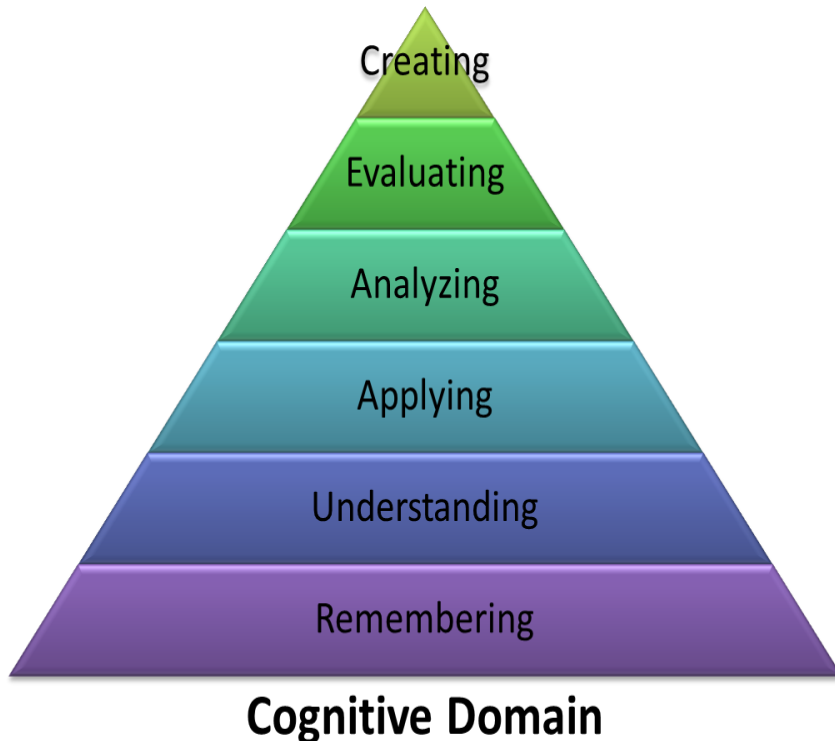 Creating
Evaluating
Analyzing
Applying
Understanding
Remembering
Cognitive Domain